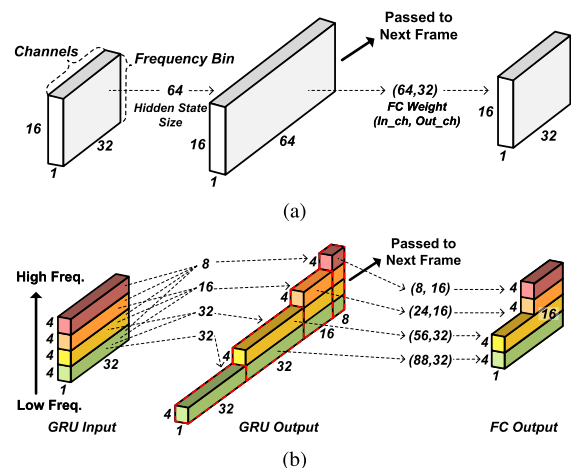 Channels
Frequency Bin
Passed to
Next Frame
64
Hidden State
Size
(64,32)
FC Weight
(In_ch, Out_ch)
16
32
1
16
64
1
16
32
1
(a)
High Freq.
Low Freq.
4
4
4
4
1
32
GRU Input
8
16
32
32
4
4
4
4
1
32
32
16
8
GRU Output
Passed to
Next Frame
(8, 16)
(24,16)
(56,32)
(88,32)
4
4
4
4
16
1
32
FC Output
(b)